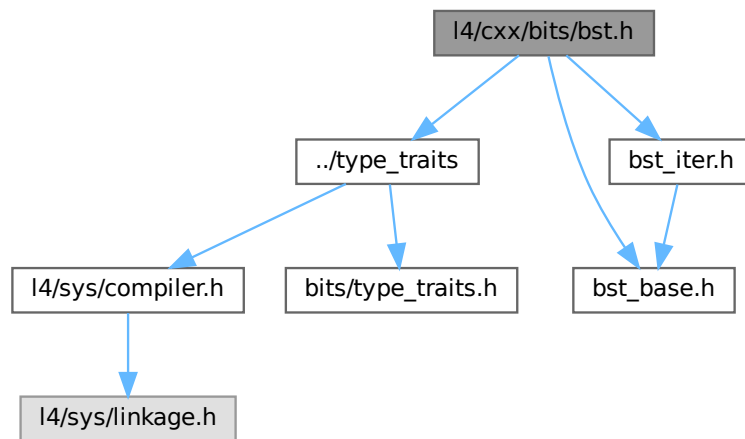 l4/cxx/bits/bst.h
../type_traits
bst_iter.h
l4/sys/compiler.h
bits/type_traits.h
bst_base.h
l4/sys/linkage.h